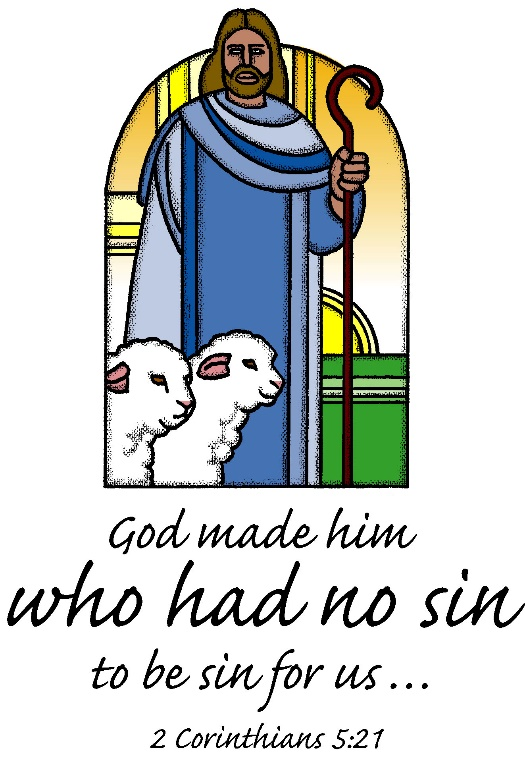 God made him
who had no sin
to be sin for us...
2 Corinthians 5:21